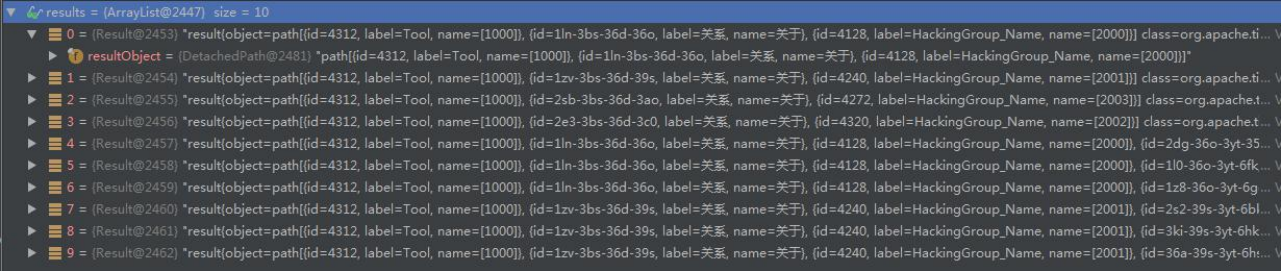 results = {ArrayList@2447} size = 10
0 = {Result@2453} "result{object=path[{id=4312, label=Tool, name=[1000]}, {id=1ln-3bs-36d-36o, label=关系, name=关于}, {id=4128, label=HackingGroup_Name, name=[2000]}] class=org.apache.ti...
resultObject = {DetachedPath@2481} "path[{id=4312, label=Tool, name=[1000]}, {id=1ln-3bs-36d-36o, label=关系, name=关于}, {id=4128, label=HackingGroup_Name, name=[2000]}]"
1 = {Result@2454} "result{object=path[{id=4312, label=Tool, name=[1000]}, {id=1zv-3bs-36d-39s, label=关系, name=关于}, {id=4240, label=HackingGroup_Name, name=[2001]}] class=org.apache.ti...
2 = {Result@2455} "result{object=path[{id=4312, label=Tool, name=[1000]}, {id=2sb-3bs-36d-3ao, label=关系, name=关于}, {id=4272, label=HackingGroup_Name, name=[2003]}] class=org.apache.t...
3 = {Result@2456} "result{object=path[{id=4312, label=Tool, name=[1000]}, {id=2e3-3bs-36d-3c0, label=关系, name=关于}, {id=4320, label=HackingGroup_Name, name=[2002]}] class=org.apache.t...
4 = {Result@2457} "result{object=path[{id=4312, label=Tool, name=[1000]}, {id=1ln-3bs-36d-36o, label=关系, name=关于}, {id=4128, label=HackingGroup_Name, name=[2000]}, {id=2dg-36o-3yt-35...
5 = {Result@2458} "result{object=path[{id=4312, label=Tool, name=[1000]}, {id=1ln-3bs-36d-36o, label=关系, name=关于}, {id=4128, label=HackingGroup_Name, name=[2000]}, {id=1l0-36o-3yt-6fk...
6 = {Result@2459} "result{object=path[{id=4312, label=Tool, name=[1000]}, {id=1ln-3bs-36d-36o, label=关系, name=关于}, {id=4128, label=HackingGroup_Name, name=[2000]}, {id=1z8-36o-3yt-6g...
7 = {Result@2460} "result{object=path[{id=4312, label=Tool, name=[1000]}, {id=1zv-3bs-36d-39s, label=关系, name=关于}, {id=4240, label=HackingGroup_Name, name=[2001]}, {id=2s2-39s-3yt-6bl...
8 = {Result@2461} "result{object=path[{id=4312, label=Tool, name=[1000]}, {id=1zv-3bs-36d-39s, label=关系, name=关于}, {id=4240, label=HackingGroup_Name, name=[2001]}, {id=3ki-39s-3yt-6hk...
9 = {Result@2462} "result{object=path[{id=4312, label=Tool, name=[1000]}, {id=1zv-3bs-36d-39s, label=关系, name=关于}, {id=4240, label=HackingGroup_Name, name=[2001]}, {id=36a-39s-3yt-6hs...